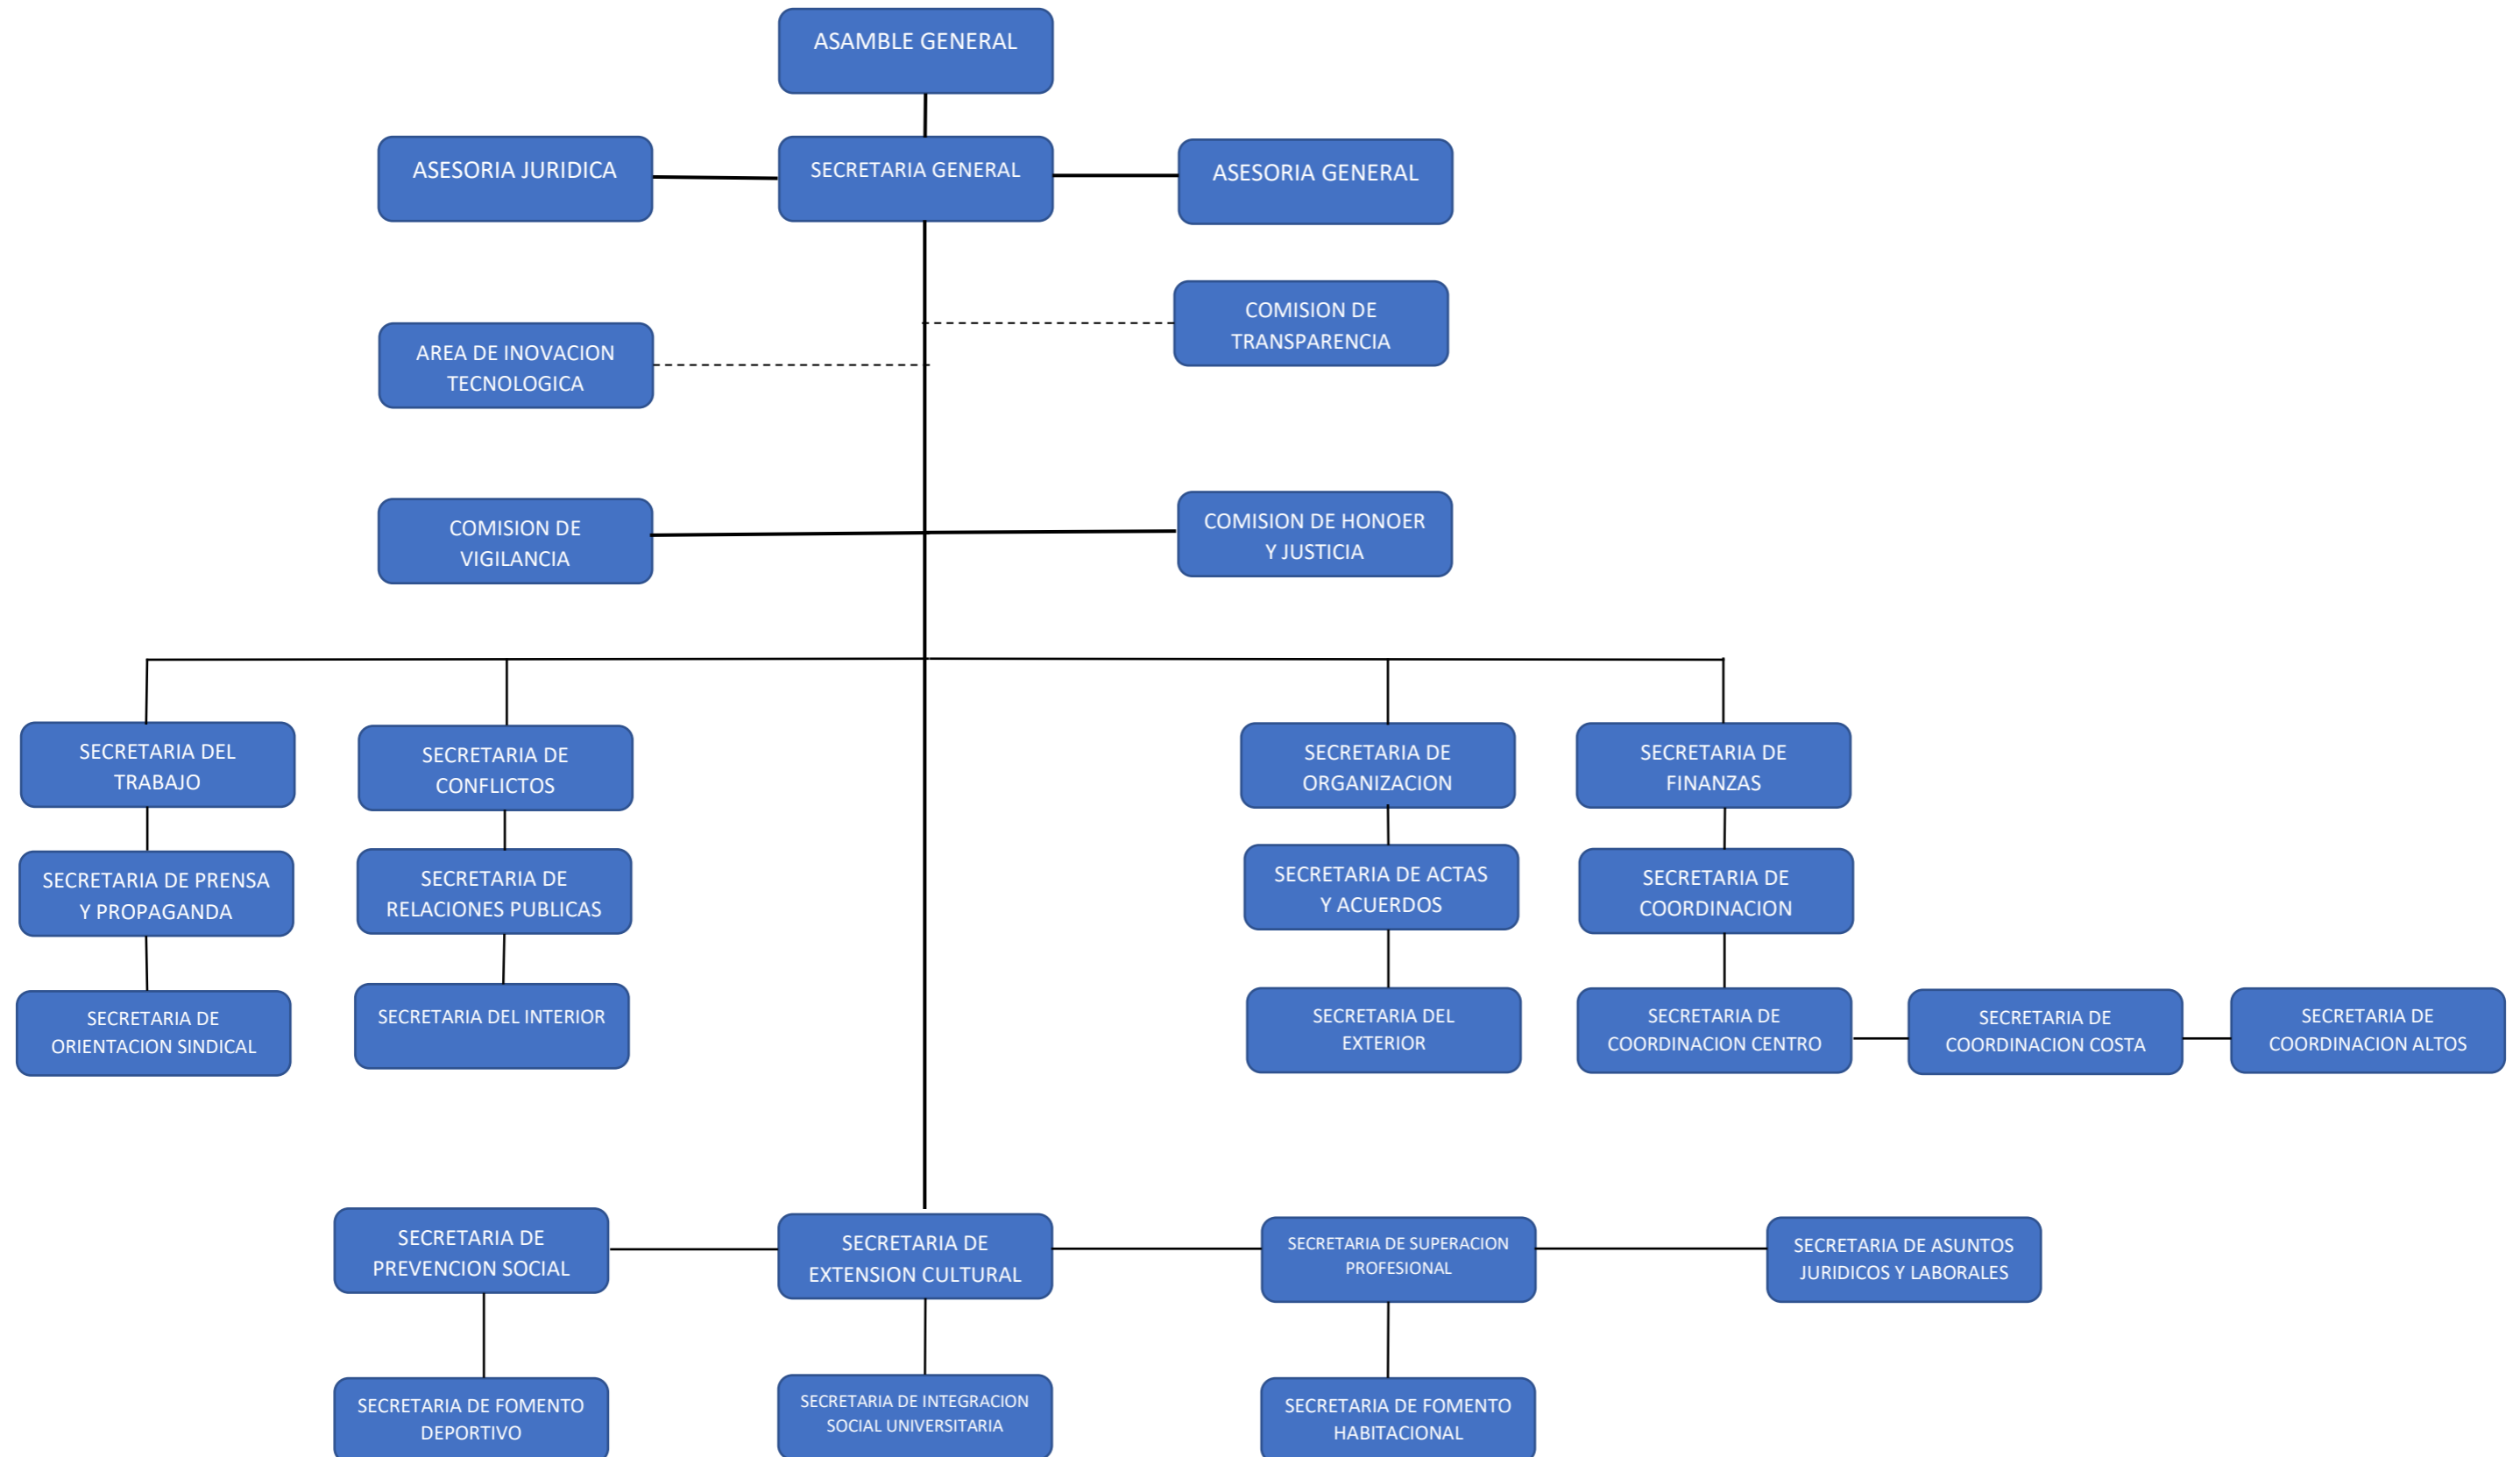 ASAMBLE GENERAL
ASESORIA JURIDICA
SECRETARIA GENERAL
ASESORIA GENERAL
COMISION DE
TRANSPARENCIA
AREA DE INOVACION
TECNOLOGICA
COMISION DE
VIGILANCIA
COMISION DE HONOER
Y JUSTICIA
SECRETARIA DEL
TRABAJO
SECRETARIA DE
CONFLICTOS
SECRETARIA DE
ORGANIZACION
SECRETARIA DE
FINANZAS
SECRETARIA DE PRENSA
Y PROPAGANDA
SECRETARIA DE
RELACIONES PUBLICAS
SECRETARIA DE ACTAS
Y ACUERDOS
SECRETARIA DE
COORDINACION
SECRETARIA DE
ORIENTACION SINDICAL
SECRETARIA DEL INTERIOR
SECRETARIA DEL
EXTERIOR
SECRETARIA DE
COORDINACION CENTRO
SECRETARIA DE
COORDINACION COSTA
SECRETARIA DE
COORDINACION ALTOS
SECRETARIA DE
PREVENCION SOCIAL
SECRETARIA DE
EXTENSION CULTURAL
SECRETARIA DE SUPERACION
PROFESIONAL
SECRETARIA DE ASUNTOS
JURIDICOS Y LABORALES
SECRETARIA DE FOMENTO
DEPORTIVO
SECRETARIA DE INTEGRACION
SOCIAL UNIVERSITARIA
SECRETARIA DE FOMENTO
HABITACIONAL